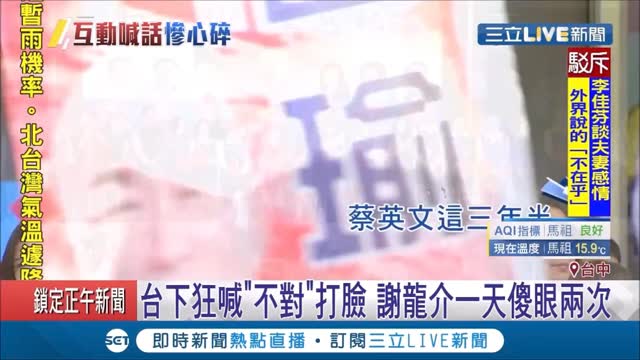 互動喊話慘心碎
三立LIVE新聞
暫雨機率。北台灣氣溫遽降
駁斥
李佳芬談夫妻感情
外界說的「不在乎」
瑜
蔡英文這三年半
AQI指標 馬祖 良好
現在溫度 馬祖 15.9℃
台中
鎖定正午新聞
台下狂喊"不對"打臉 謝龍介一天傻眼兩次
SET 即時新聞熱點直播·訂閱三立LIVE新聞